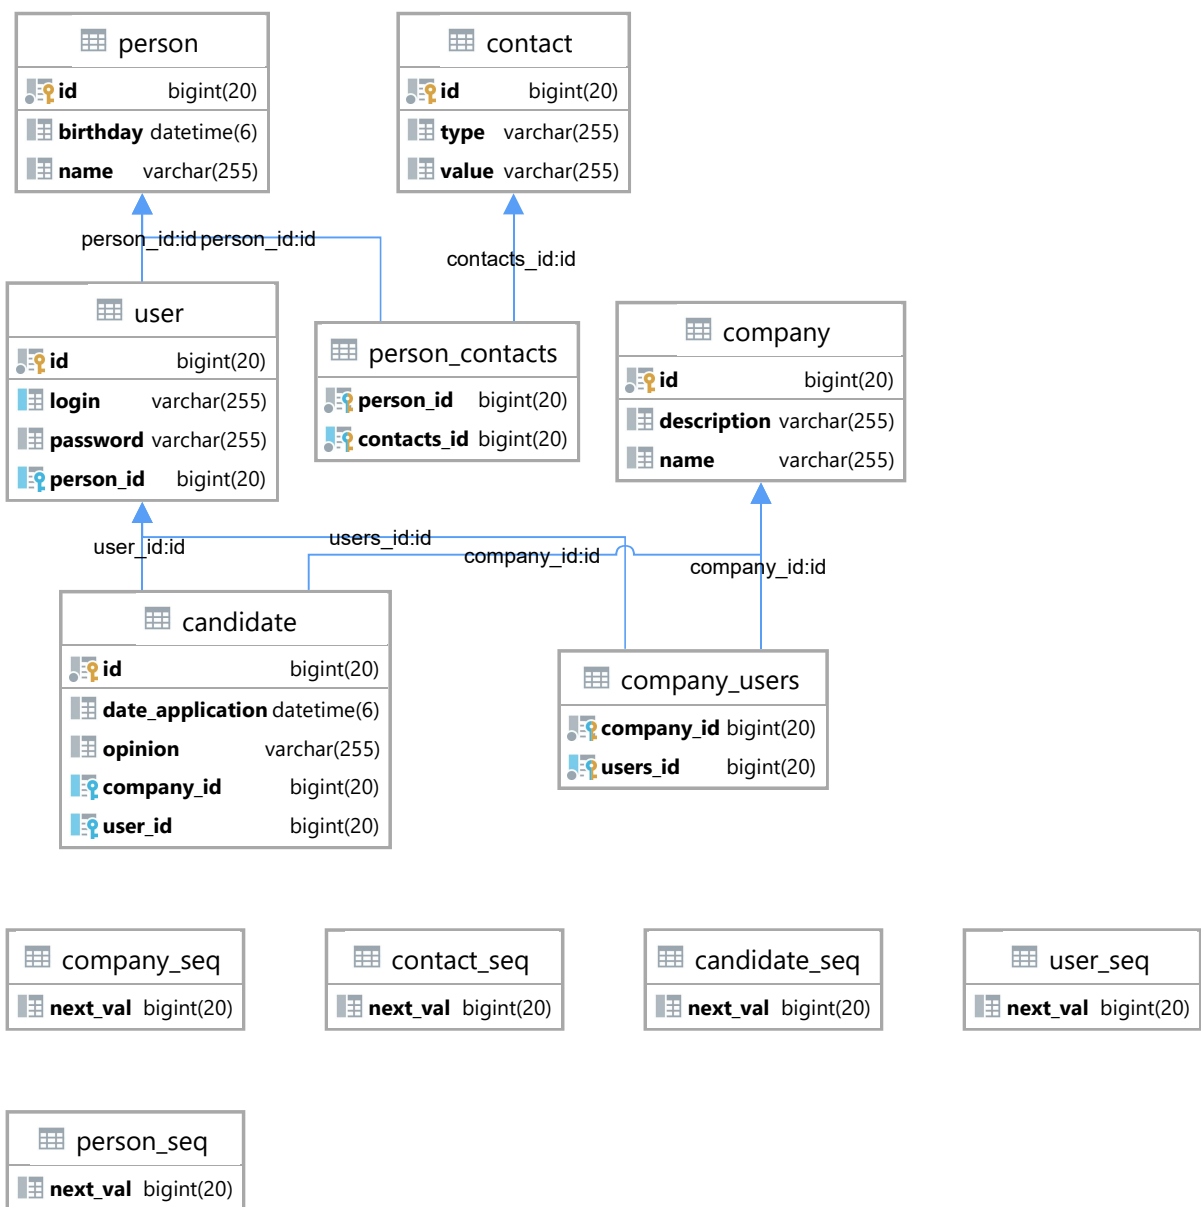 person
id bigint(20)
birthday datetime(6)
name varchar(255)
contact
id bigint(20)
type varchar(255)
value varchar(255)
person_id:id person_id:id
contacts_id:id
user
id bigint(20)
login varchar(255)
password varchar(255)
person_id bigint(20)
person_contacts
person_id bigint(20)
contacts_id bigint(20)
company
id bigint(20)
description varchar(255)
name varchar(255)
user_id:id
users_id:id
company_id:id
company_id:id
candidate
id bigint(20)
date_application datetime(6)
opinion varchar(255)
company_id bigint(20)
user_id bigint(20)
company_users
company_id bigint(20)
users_id bigint(20)
company_seq
next_val bigint(20)
contact_seq
next_val bigint(20)
candidate_seq
next_val bigint(20)
user_seq
next_val bigint(20)
person_seq
next_val bigint(20)